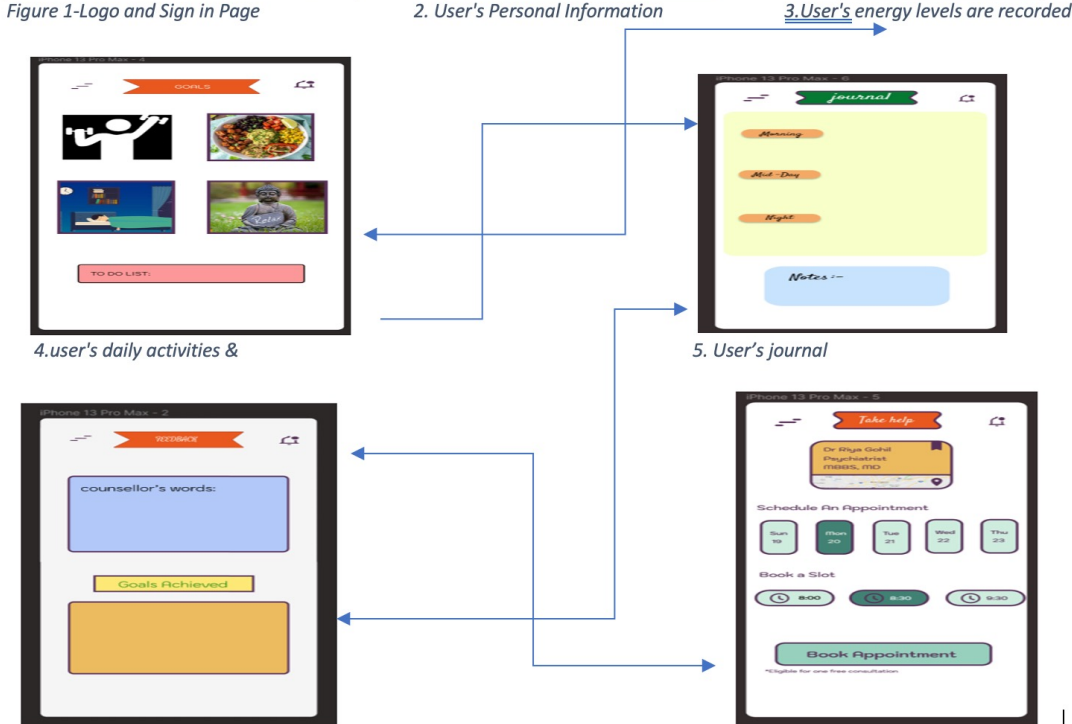 Figure 1-Logo and Sign in Page
2. User's Personal Information
3.User's energy levels are recorded
iPhone 13 Pro Max - 4
GOALS
Relax
TO DO LIST:
iPhone 13 Pro Max - 6
journal
Morning
Mid-Day
Night
Notes :-
4.user's daily activities &
5. User’s journal
iPhone 13 Pro Max - 2
FEEDBACK
counsellor's words:
Goals Achieved
iPhone 13 Pro Max - 5
Take help
Dr Riya Gohil
Psychiatrist
MBBS, MD
Schedule An Appointment
Sun Mon Tue Wed Thu
19 20 21 22 23
Book a Slot
8:00 8:30 9:30
Book Appointment
*Eligible for one free consultation